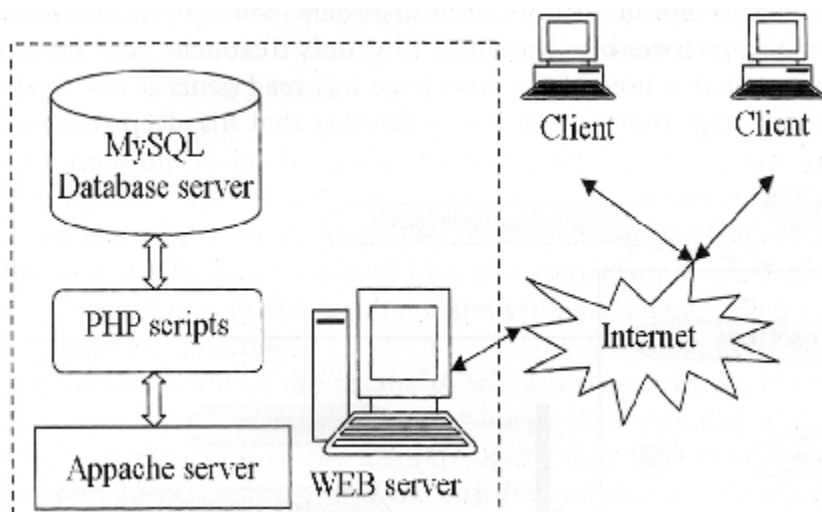 MySQL
Database server
PHP scripts
Appache server
WEB server
Client
Client
Internet